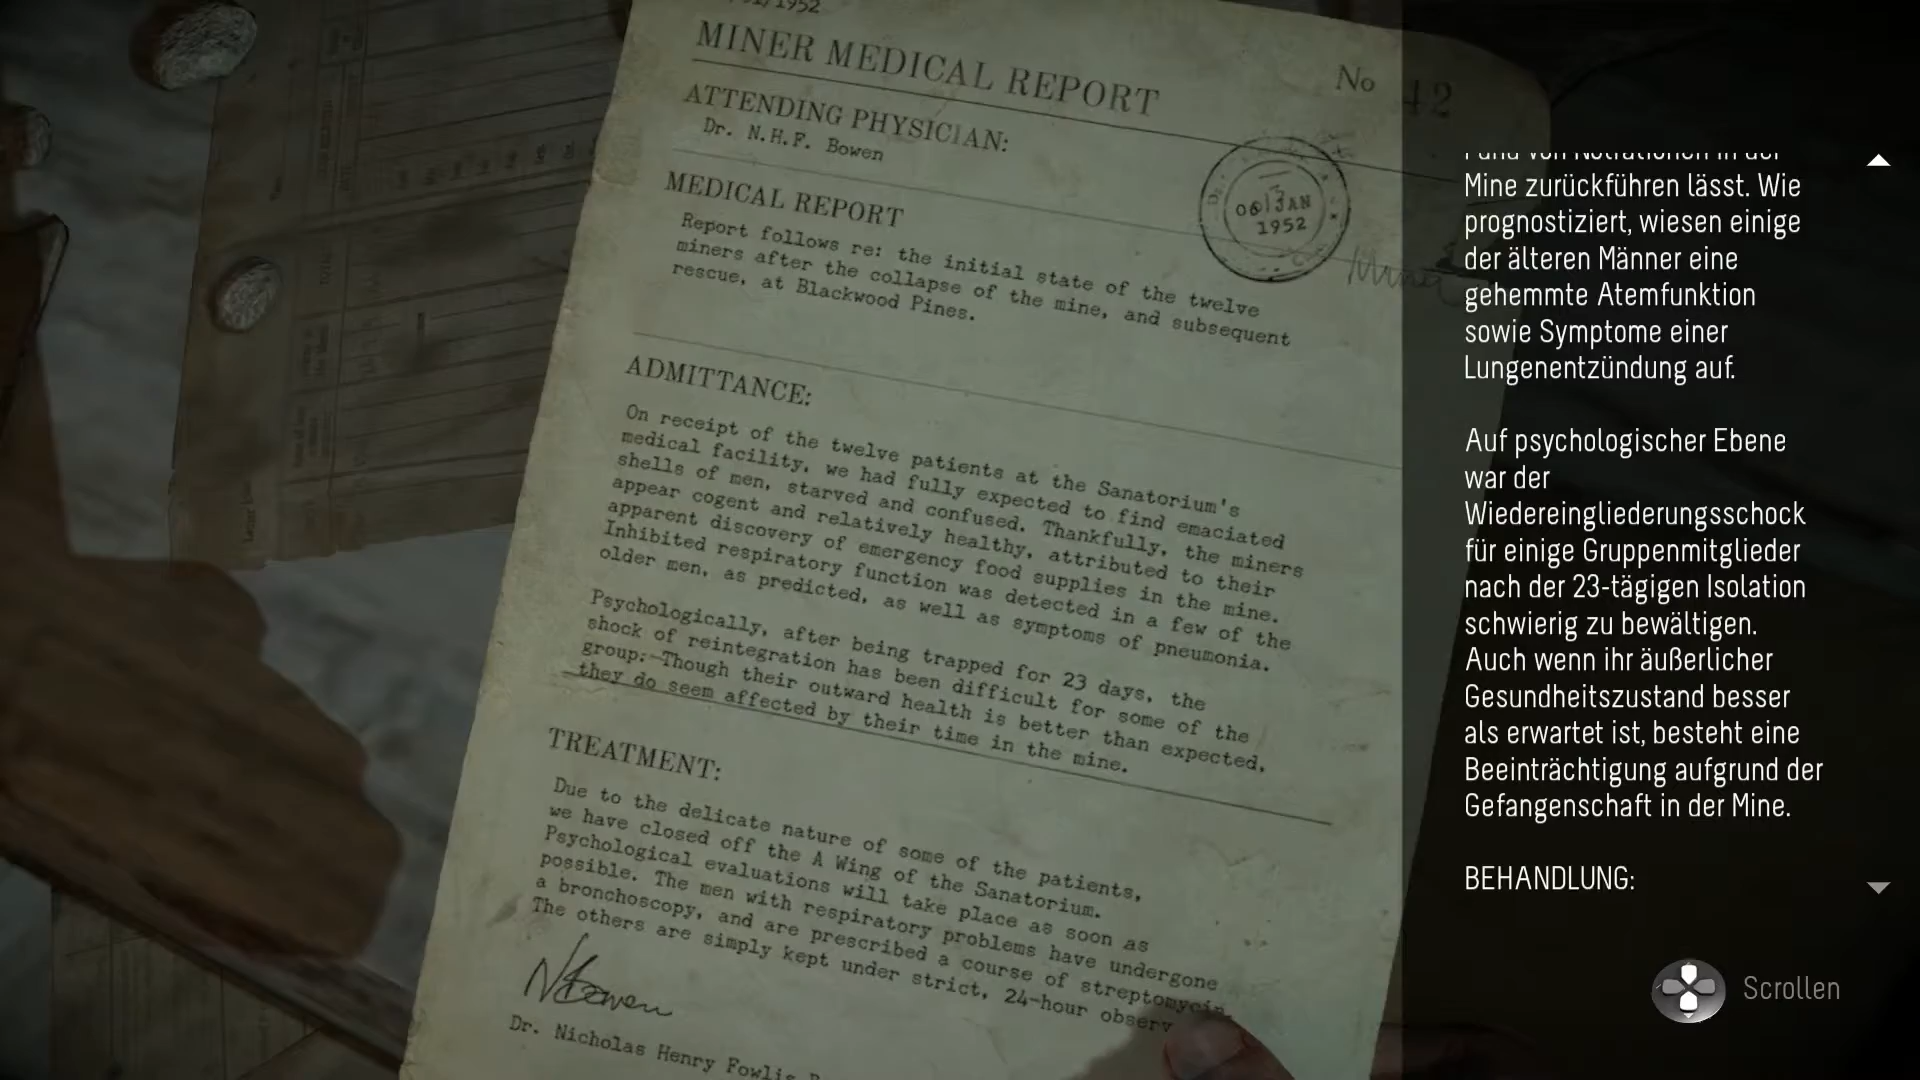 1952
MINER MEDICAL REPORT
No 42
ATTENDING PHYSICIAN:
Dr. N.H.F. Bowen
MEDICAL REPORT
Report follows re: the initial state of the twelve
miners after the collapse of the mine, and subsequent
rescue, at Blackwood Pines.
JAN
1952
ADMITTANCE:
On receipt of the twelve patients at the Sanatorium's
medical facility, we had fully expected to find emaciated
shells of men, starved and confused. Thankfully, the miners
appear cogent and relatively healthy, attributed to their
apparent discovery of emergency food supplies in the mine.
Inhibited respiratory function was detected in a few of the
older men, as predicted, as well as symptoms of pneumonia.
Psychologically, after being trapped for 23 days, the
shock of reintegration has been difficult for some of the
group; Though their outward health is better than expected,
they do seem affected by their time in the mine.
TREATMENT:
Due to the delicate nature of some of the patients,
we have closed off the A Wing of the Sanatorium.
Psychological evaluations will take place as soon as
possible. The men with respiratory problems have undergone
a bronchoscopy, and are prescribed a course of streptomycin.
The others are simply kept under strict, 24-hour observ
NBowen
Dr. Nicholas Henry Fowlis
Fund von Notrationen in der
Mine zurückführen lässt. Wie
prognostiziert, wiesen einige
der älteren Männer eine
gehemmte Atemfunktion
sowie Symptome einer
Lungenentzündung auf.
Auf psychologischer Ebene
war der
Wiedereingliederungsschock
für einige Gruppenmitglieder
nach der 23-tägigen Isolation
schwierig zu bewältigen.
Auch wenn ihr äußerlicher
Gesundheitszustand besser
als erwartet ist, besteht eine
Beeinträchtigung aufgrund der
Gefangenschaft in der Mine.
BEHANDLUNG:
Scrollen